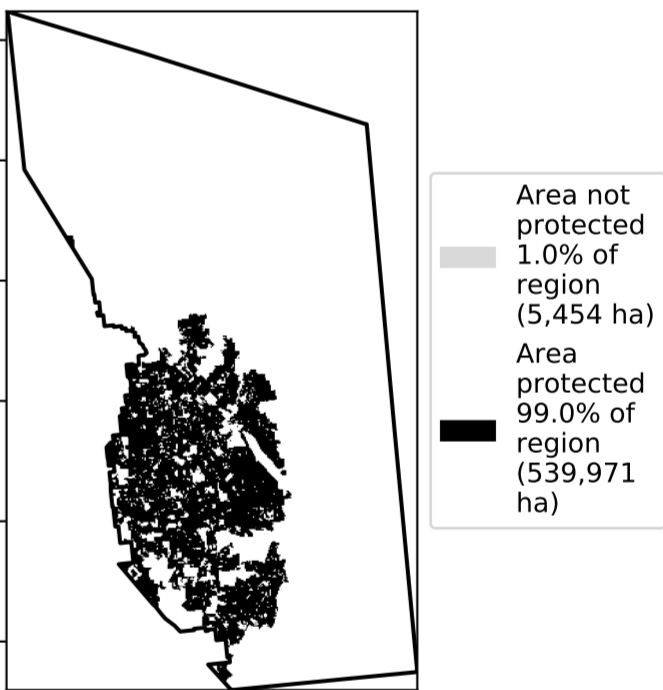 Area not
protected
1.0% of
region
(5,454 ha)
Area
protected
99.0% of
region
(539,971
ha)